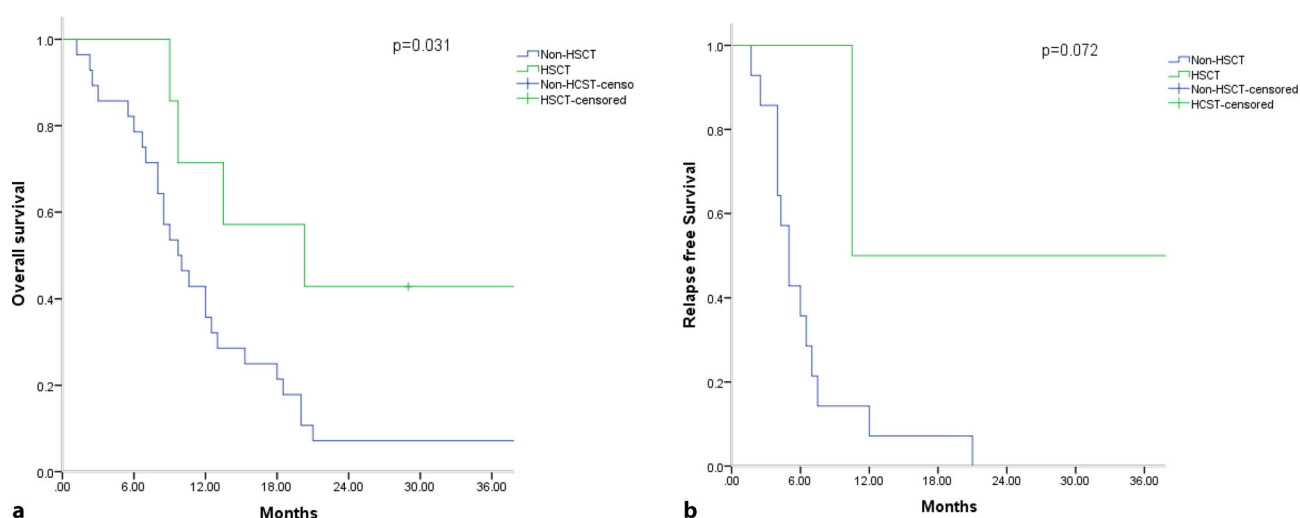 p=0.031
Non-HSCT
HSCT
Non-HCST-censo
HSCT-censored
Overall survival
1.0
0.8
0.6
0.4
0.2
0.0
.00 6.00 12.00 18.00 24.00 30.00 36.00
Months
a
p=0.072
Non-HSCT
HSCT
Non-HSCT-censored
HCST-censored
Relapse free Survival
1.0
0.8
0.6
0.4
0.2
0.0
.00 6.00 12.00 18.00 24.00 30.00 36.00
Months
b